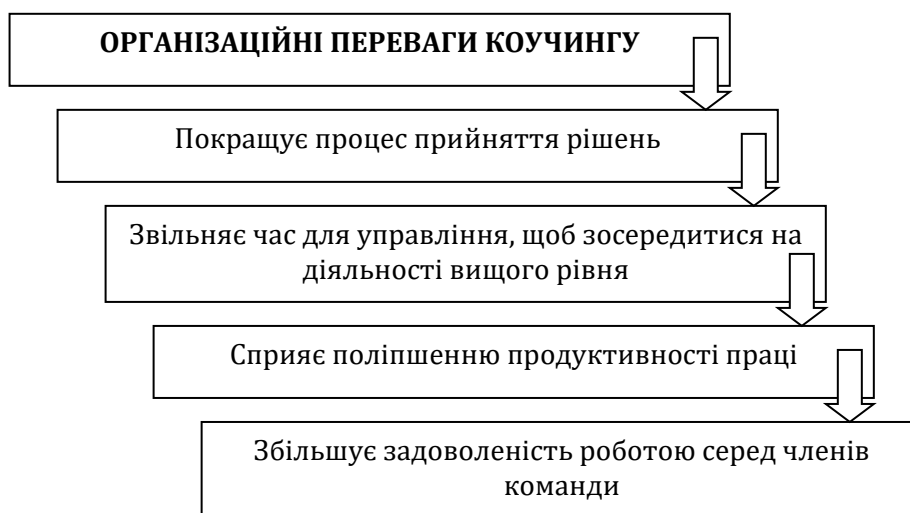 ОРГАНІЗАЦІЙНІ ПЕРЕВАГИ КОУЧИНГУ
Покращує процес прийняття рішень
Звільняє час для управління, щоб зосередитися на
діяльності вищого рівня
Сприяє поліпшенню продуктивності праці
Збільшує задоволеність роботою серед членів
команди